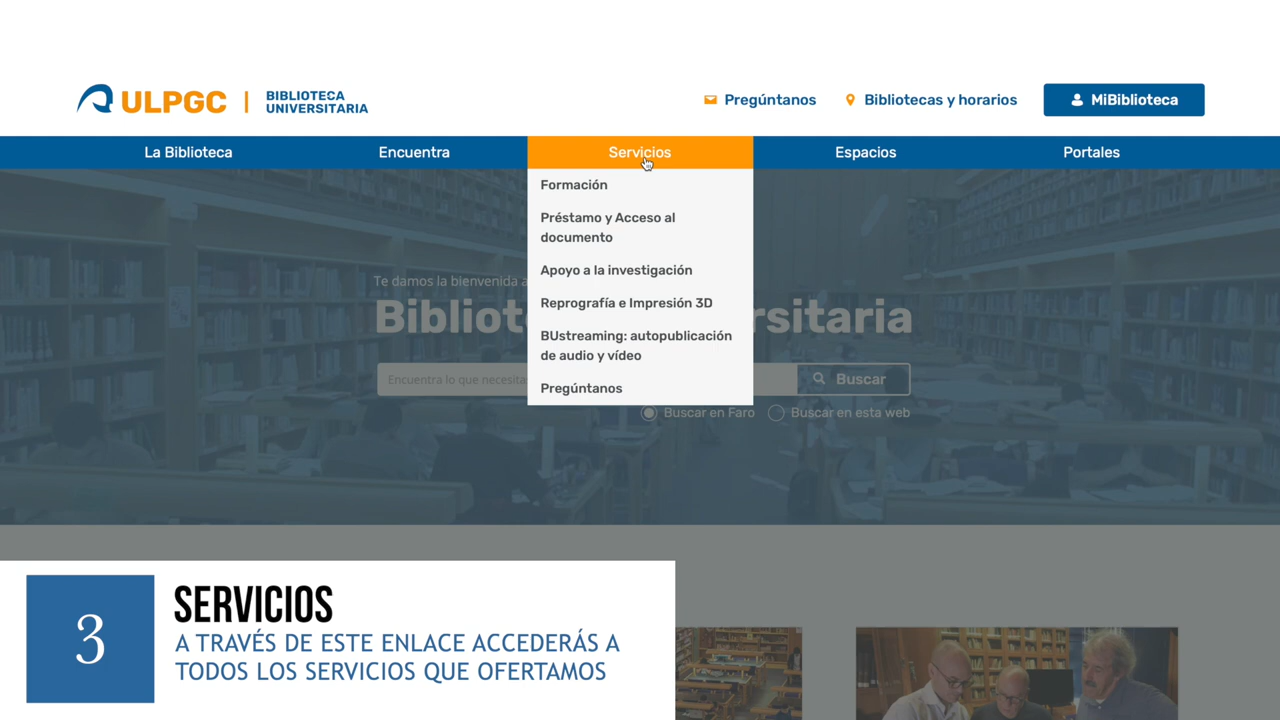 ULPGC | BIBLIOTECA
UNIVERSITARIA
Pregúntanos
Bibliotecas y horarios
MiBiblioteca
La Biblioteca
Encuentra
Servicios
Espacios
Portales
Formación
Préstamo y Acceso al
documento
Apoyo a la investigación
Reprografía e Impresión 3D
BUstreaming: autopublicación
de audio y vídeo
Pregúntanos
Te damos la bienvenida a
Encuentra lo que necesitas
Buscar
Buscar en Faro
Buscar en esta web
3
SERVICIOS
A TRAVÉS DE ESTE ENLACE ACCEDERÁS A
TODOS LOS SERVICIOS QUE OFERTAMOS